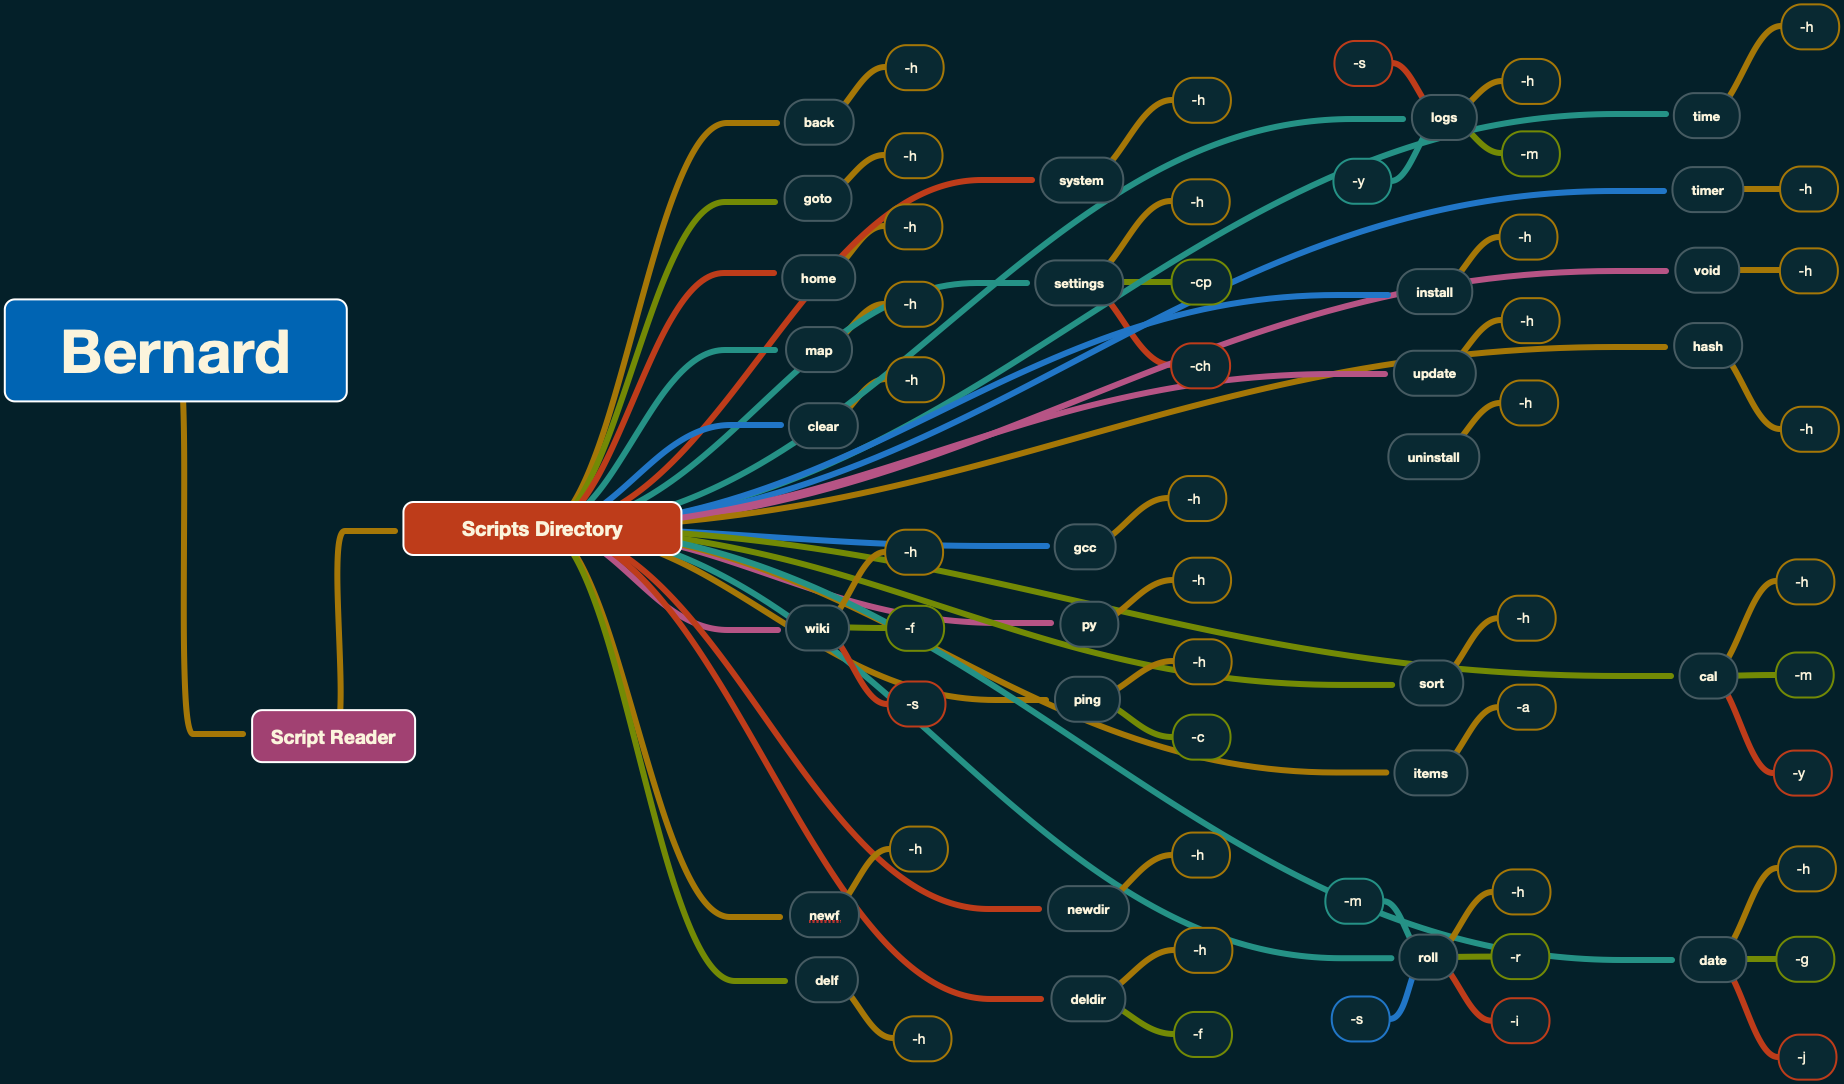 Bernard
Script Reader
Scripts Directory
back
-h
goto
-h
home
-h
map
-h
clear
-h
system
-h
settings
-h
-cp
-ch
logs
-s
-h
-m
-y
install
-h
update
-h
uninstall
-h
time
-h
timer
-h
void
-h
hash
-h
wiki
-h
-f
-s
gcc
-h
py
-h
ping
-h
-c
sort
-h
items
-a
cal
-h
-m
-y
newf
-h
delf
-h
newdir
-h
deldir
-h
-f
roll
-m
-h
-r
-i
-s
date
-h
-g
-j